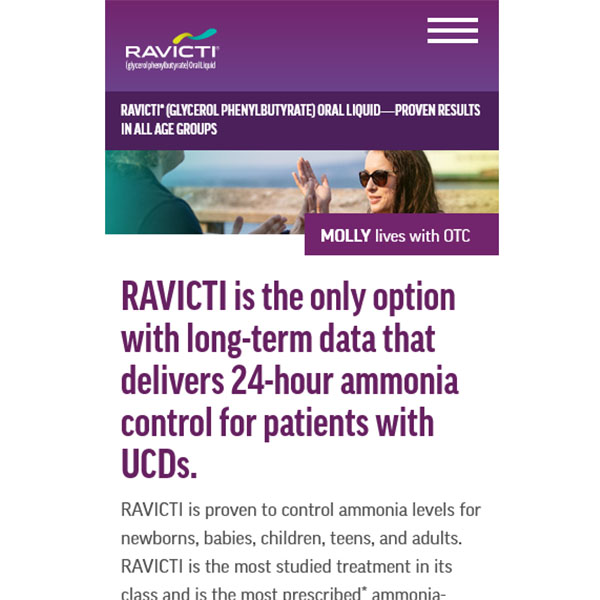 RAVICTI®
(glycerol phenylbutyrate) Oral Liquid
RAVICTI® (GLYCEROL PHENYLBUTYRATE) ORAL LIQUID—PROVEN RESULTS
IN ALL AGE GROUPS
MOLLY lives with OTC
RAVICTI is the only option
with long-term data that
delivers 24-hour ammonia
control for patients with
UCDs.
RAVICTI is proven to control ammonia levels for
newborns, babies, children, teens, and adults.
RAVICTI is the most studied treatment in its
class and is the most prescribed* ammonia-